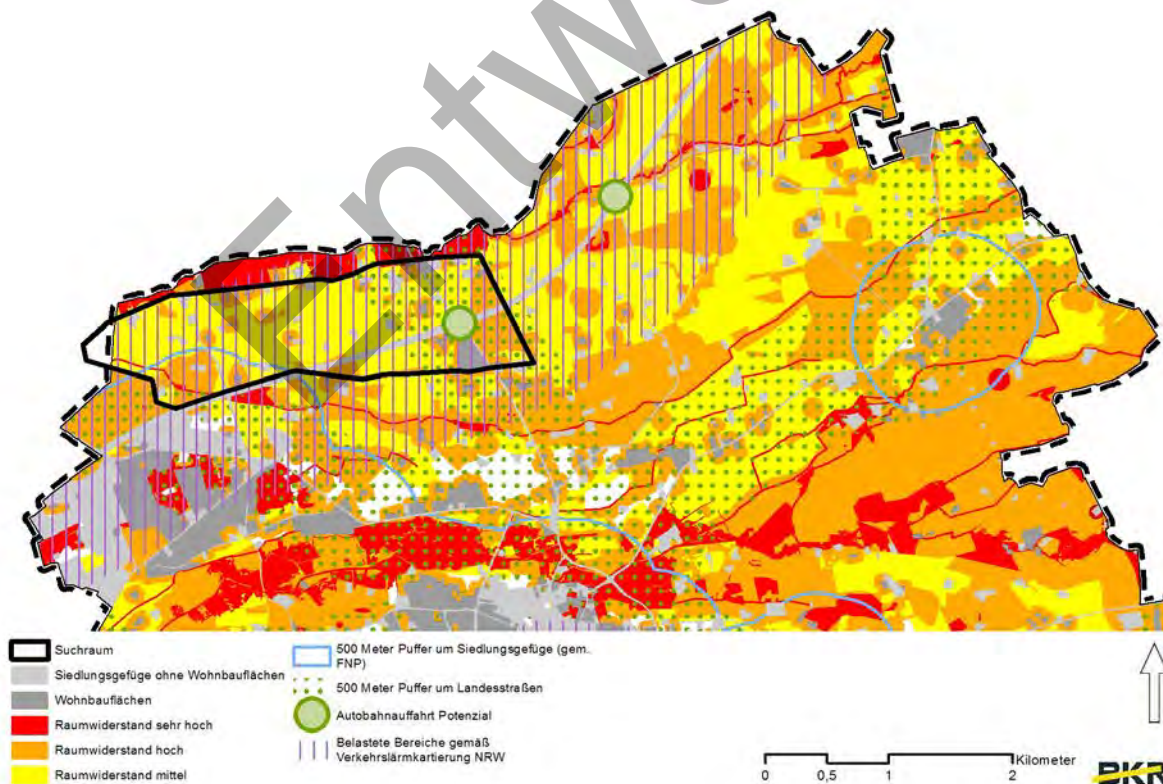 Entw
Suchraum
Siedlungsgefüge ohne Wohnbauflächen
Wohnbauflächen
Raumwiderstand sehr hoch
Raumwiderstand hoch
Raumwiderstand mittel
500 Meter Puffer um Siedlungsgefüge (gem.
FNP)
500 Meter Puffer um Landesstraßen
Autobahnauffahrt Potenzial
Belastete Bereiche gemäß
Verkehrslärmkartierung NRW
Kilometer
0 0,5 1 2